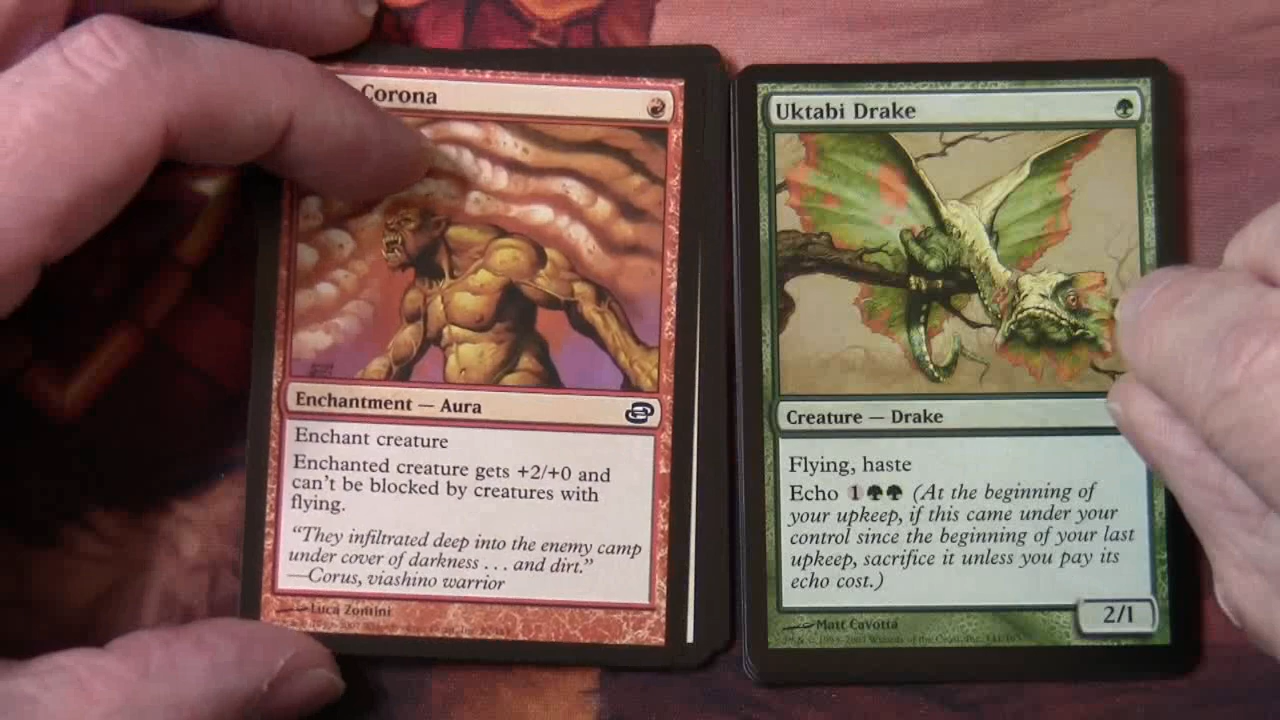 Corona
Enchantment — Aura
Enchant creature
Enchanted creature gets +2/+0 and
can't be blocked by creatures with
flying.
“They infiltrated deep into the enemy camp
under cover of darkness . . . and dirt.”
—Corus, viashino warrior
Luca Zontini
Uktabi Drake
Creature — Drake
Flying, haste
Echo 1 (At the beginning of
your upkeep, if this came under your
control since the beginning of your last
upkeep, sacrifice it unless you pay its
echo cost.)
2/1
Matt Cavotta